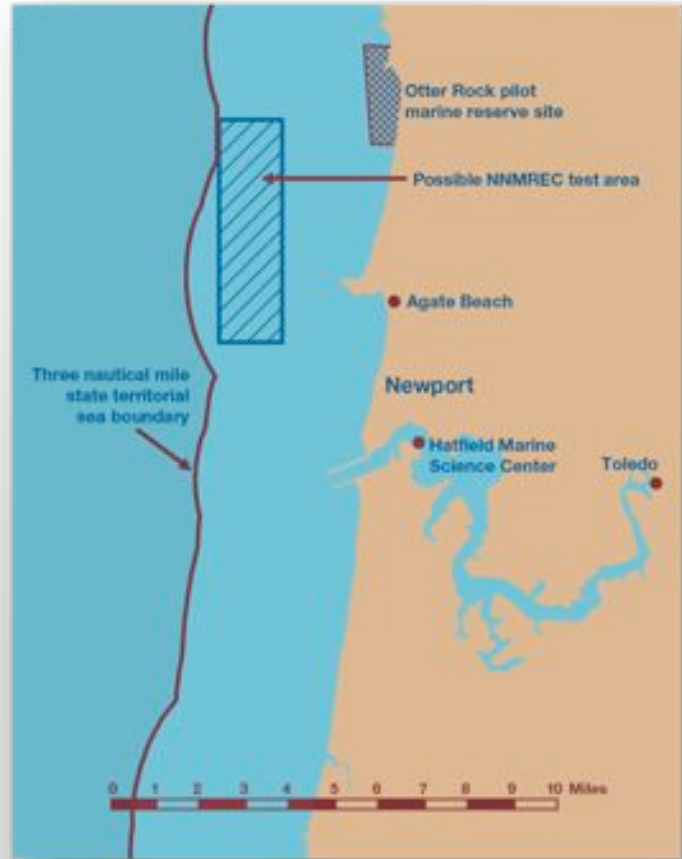 Otter Rock pilot
marine reserve site
Possible NNMREC test area
Agate Beach
Three nautical mile
state territorial
sea boundary
Newport
Hatfield Marine
Science Center
Toledo
0 1 2 3 4 5 6 7 8 9 10 Miles